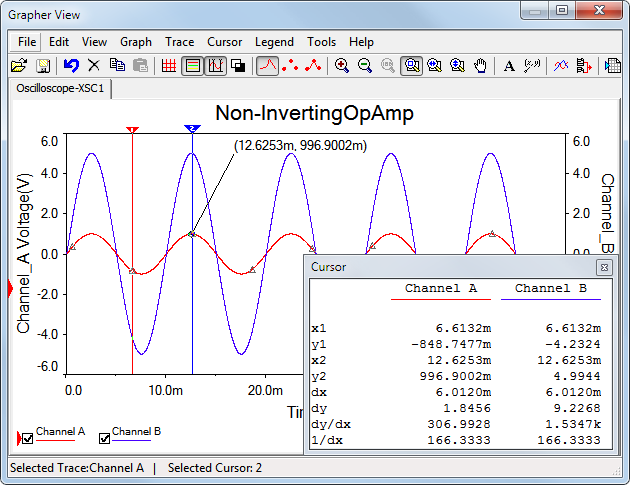 Grapher View
File Edit View Graph Trace Cursor Legend Tools Help
A
Oscilloscope-XSC1
Non-InvertingOpAmp
1 2
(12.6253m, 996.9002m)
6.0 6.0
4.0 4.0
2.0 2.0
0.0 0.0
-2.0
-4.0
-6.0
Channel_A Voltage(V)
Channel_B
0.0 10.0m 20.0m
Channel A Channel B
Cursor
Channel A Channel B
x1 6.6132m 6.6132m
y1 -848.7477m -4.2324
x2 12.6253m 12.6253m
y2 996.9002m 4.9944
dx 6.0120m 6.0120m
dy 1.8456 9.2268
dy/dx 306.9928 1.5347k
1/dx 166.3333 166.3333
Selected Trace:Channel A | Selected Cursor: 2